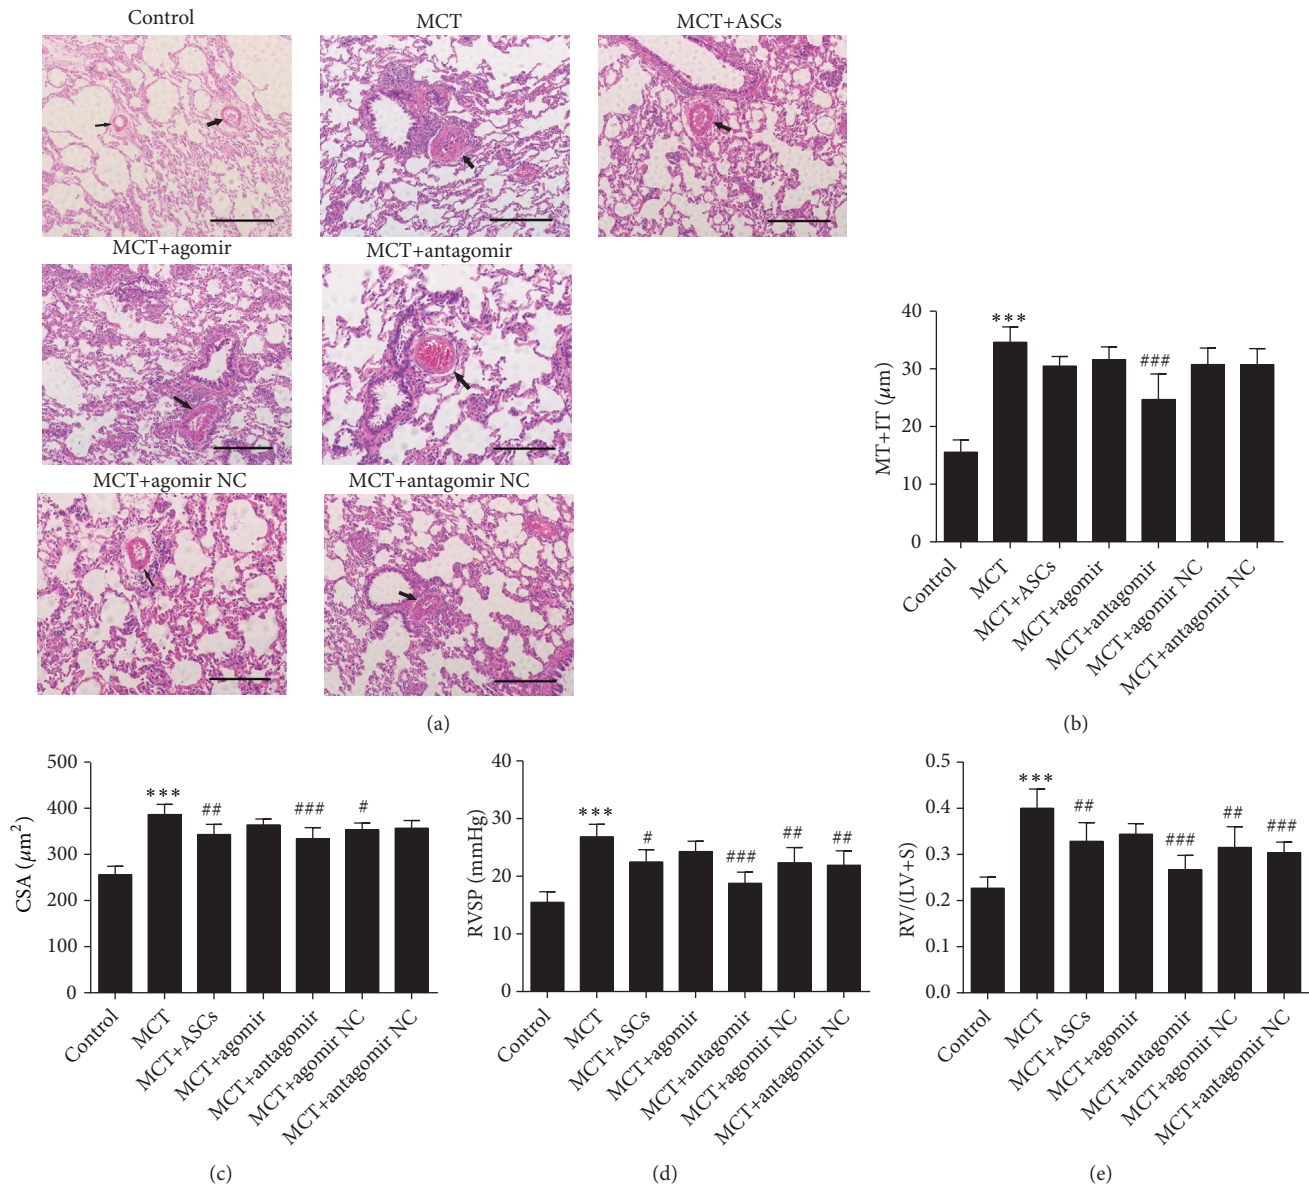 Control
MCT
MCT+ASCs
MCT+agomir
MCT+antagomir
MCT+agomir NC
MCT+antagomir NC
(a)
MT+IT (μm)
40
30
20
10
0
***
###
Control
MCT
MCT+ASCs
MCT+agomir
MCT+antagomir
MCT+agomir NC
MCT+antagomir NC
(b)
CSA (μm²)
500
400
300
200
100
0
***
##
###
#
Control
MCT
MCT+ASCs
MCT+agomir
MCT+antagomir
MCT+agomir NC
MCT+antagomir NC
(c)
RVSP (mmHg)
40
30
20
10
0
***
#
###
##
##
Control
MCT
MCT+ASCs
MCT+agomir
MCT+antagomir
MCT+agomir NC
MCT+antagomir NC
(d)
RV/(LV+S)
0.5
0.4
0.3
0.2
0.1
0.0
***
##
###
##
###
Control
MCT
MCT+ASCs
MCT+agomir
MCT+antagomir
MCT+agomir NC
MCT+antagomir NC
(e)